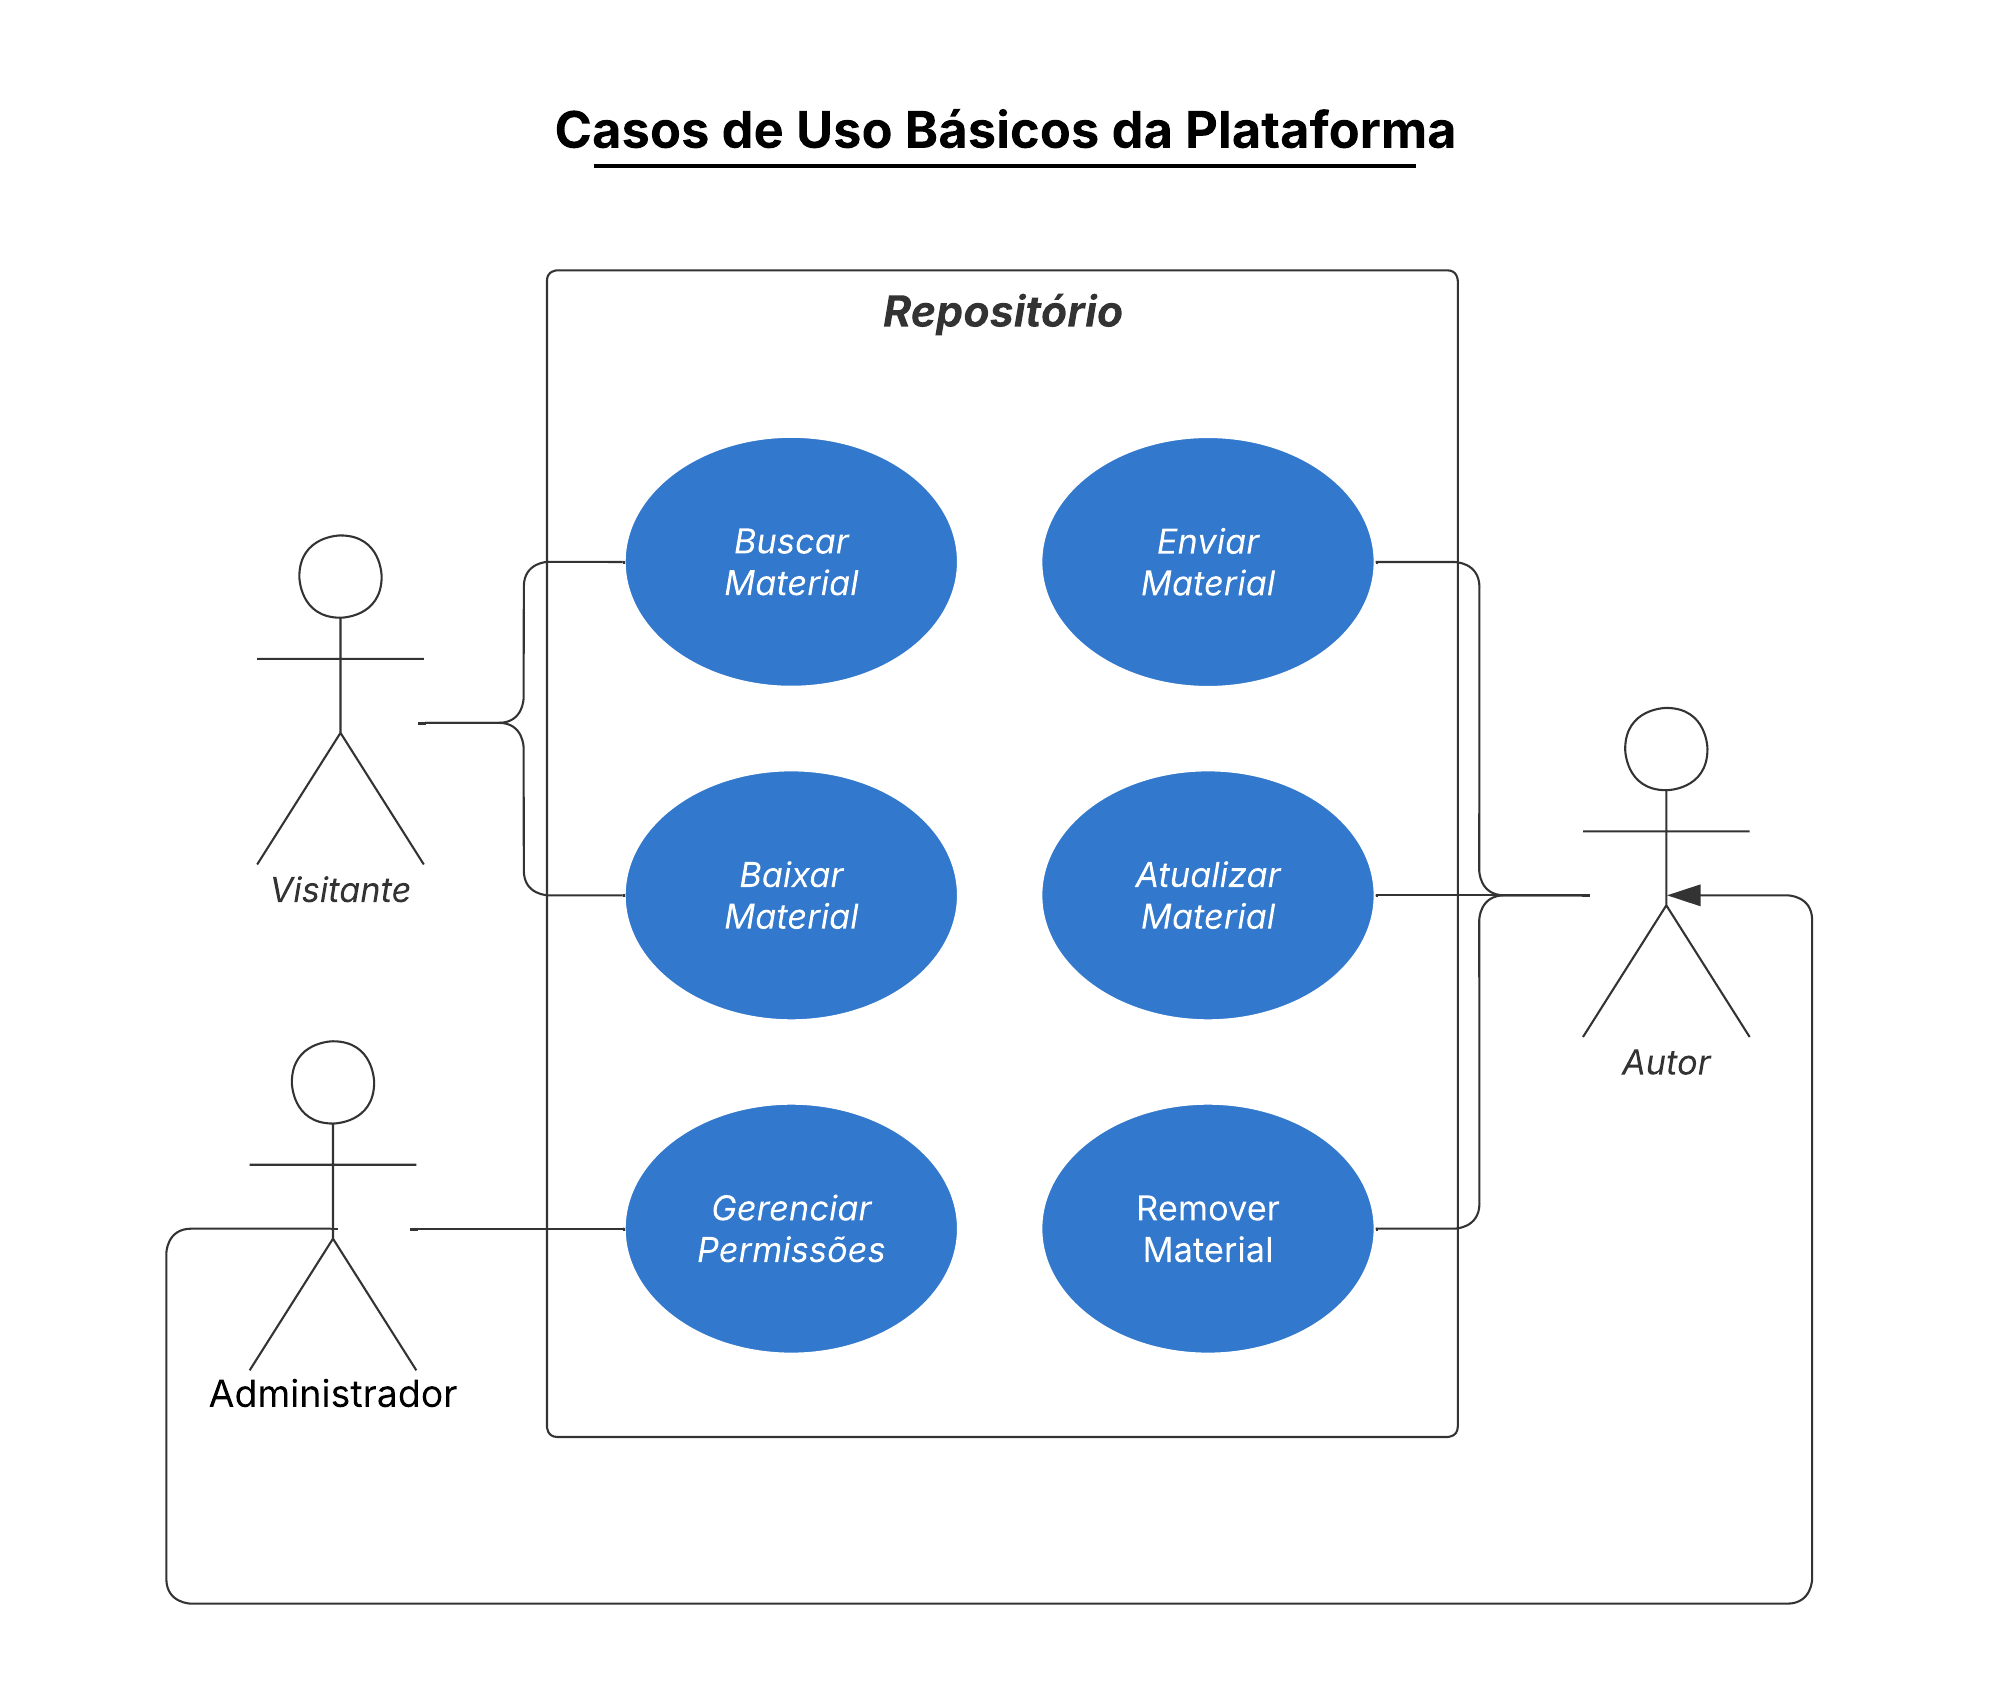 Casos de Uso Básicos da Plataforma
Repositório
Buscar
Material
Enviar
Material
Visitante
Baixar
Material
Atualizar
Material
Autor
Gerenciar
Permissões
Remover
Material
Administrador